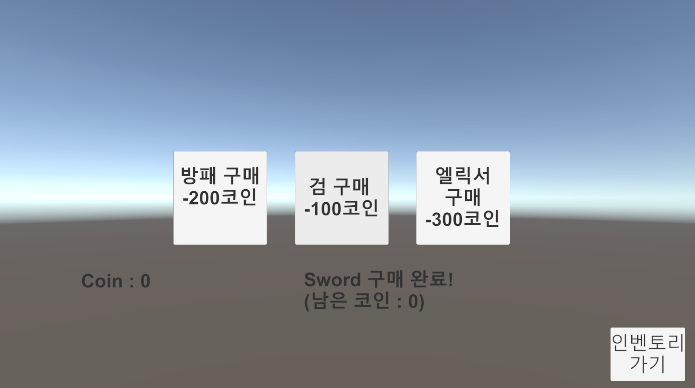 방패 구매
-200코인
검 구매
-100코인
엘릭서
구매
-300코인
Coin : 0
Sword 구매 완료!
(남은 코인 : 0)
인벤토리
가기